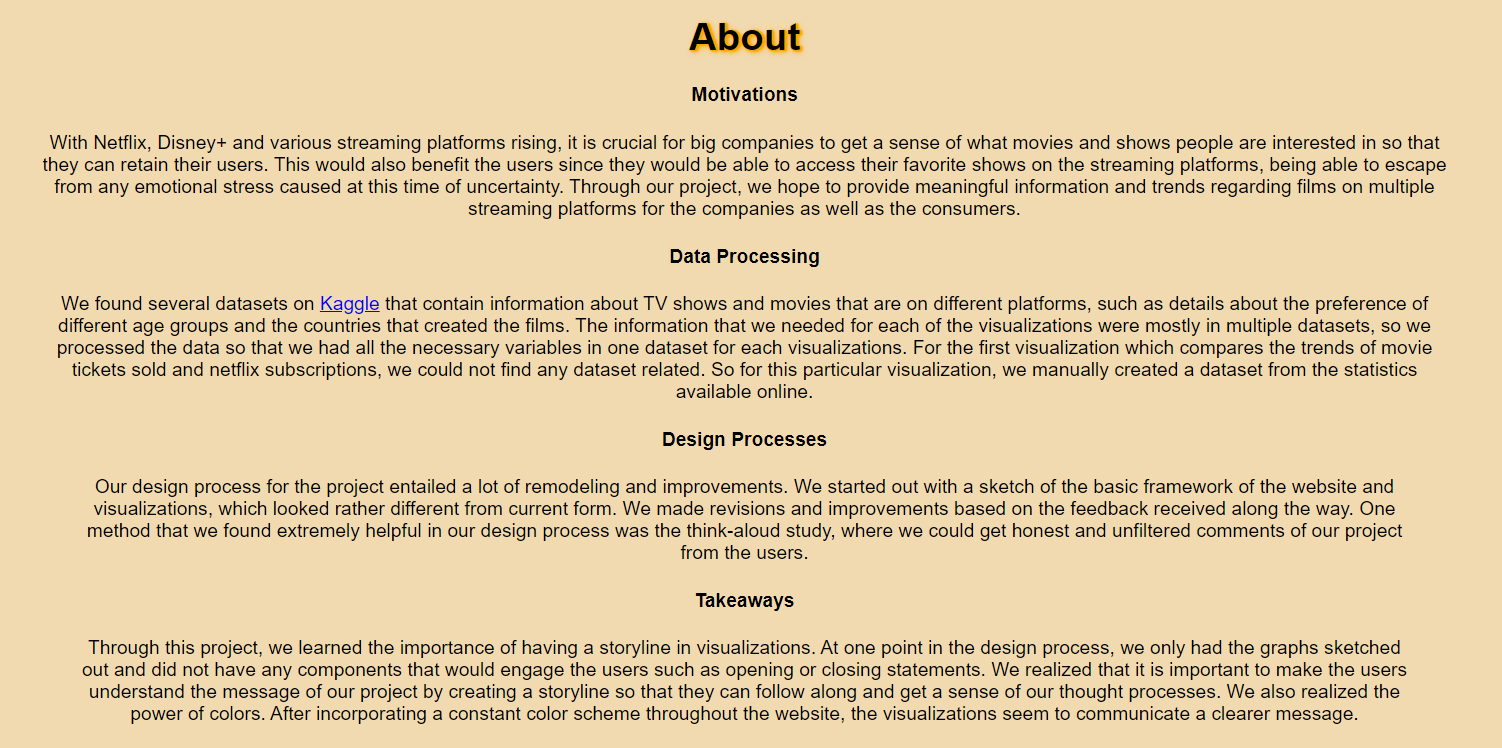 About
Motivations
With Netflix, Disney+ and various streaming platforms rising, it is crucial for big companies to get a sense of what movies and shows people are interested in so that
they can retain their users. This would also benefit the users since they would be able to access their favorite shows on the streaming platforms, being able to escape
from any emotional stress caused at this time of uncertainty. Through our project, we hope to provide meaningful information and trends regarding films on multiple
streaming platforms for the companies as well as the consumers.
Data Processing
We found several datasets on Kaggle that contain information about TV shows and movies that are on different platforms, such as details about the preference of
different age groups and the countries that created the films. The information that we needed for each of the visualizations were mostly in multiple datasets, so we
processed the data so that we had all the necessary variables in one dataset for each visualizations. For the first visualization which compares the trends of movie
tickets sold and netflix subscriptions, we could not find any dataset related. So for this particular visualization, we manually created a dataset from the statistics
available online.
Design Processes
Our design process for the project entailed a lot of remodeling and improvements. We started out with a sketch of the basic framework of the website and
visualizations, which looked rather different from current form. We made revisions and improvements based on the feedback received along the way. One
method that we found extremely helpful in our design process was the think-aloud study, where we could get honest and unfiltered comments of our project
from the users.
Takeaways
Through this project, we learned the importance of having a storyline in visualizations. At one point in the design process, we only had the graphs sketched
out and did not have any components that would engage the users such as opening or closing statements. We realized that it is important to make the users
understand the message of our project by creating a storyline so that they can follow along and get a sense of our thought processes. We also realized the
power of colors. After incorporating a constant color scheme throughout the website, the visualizations seem to communicate a clearer message.